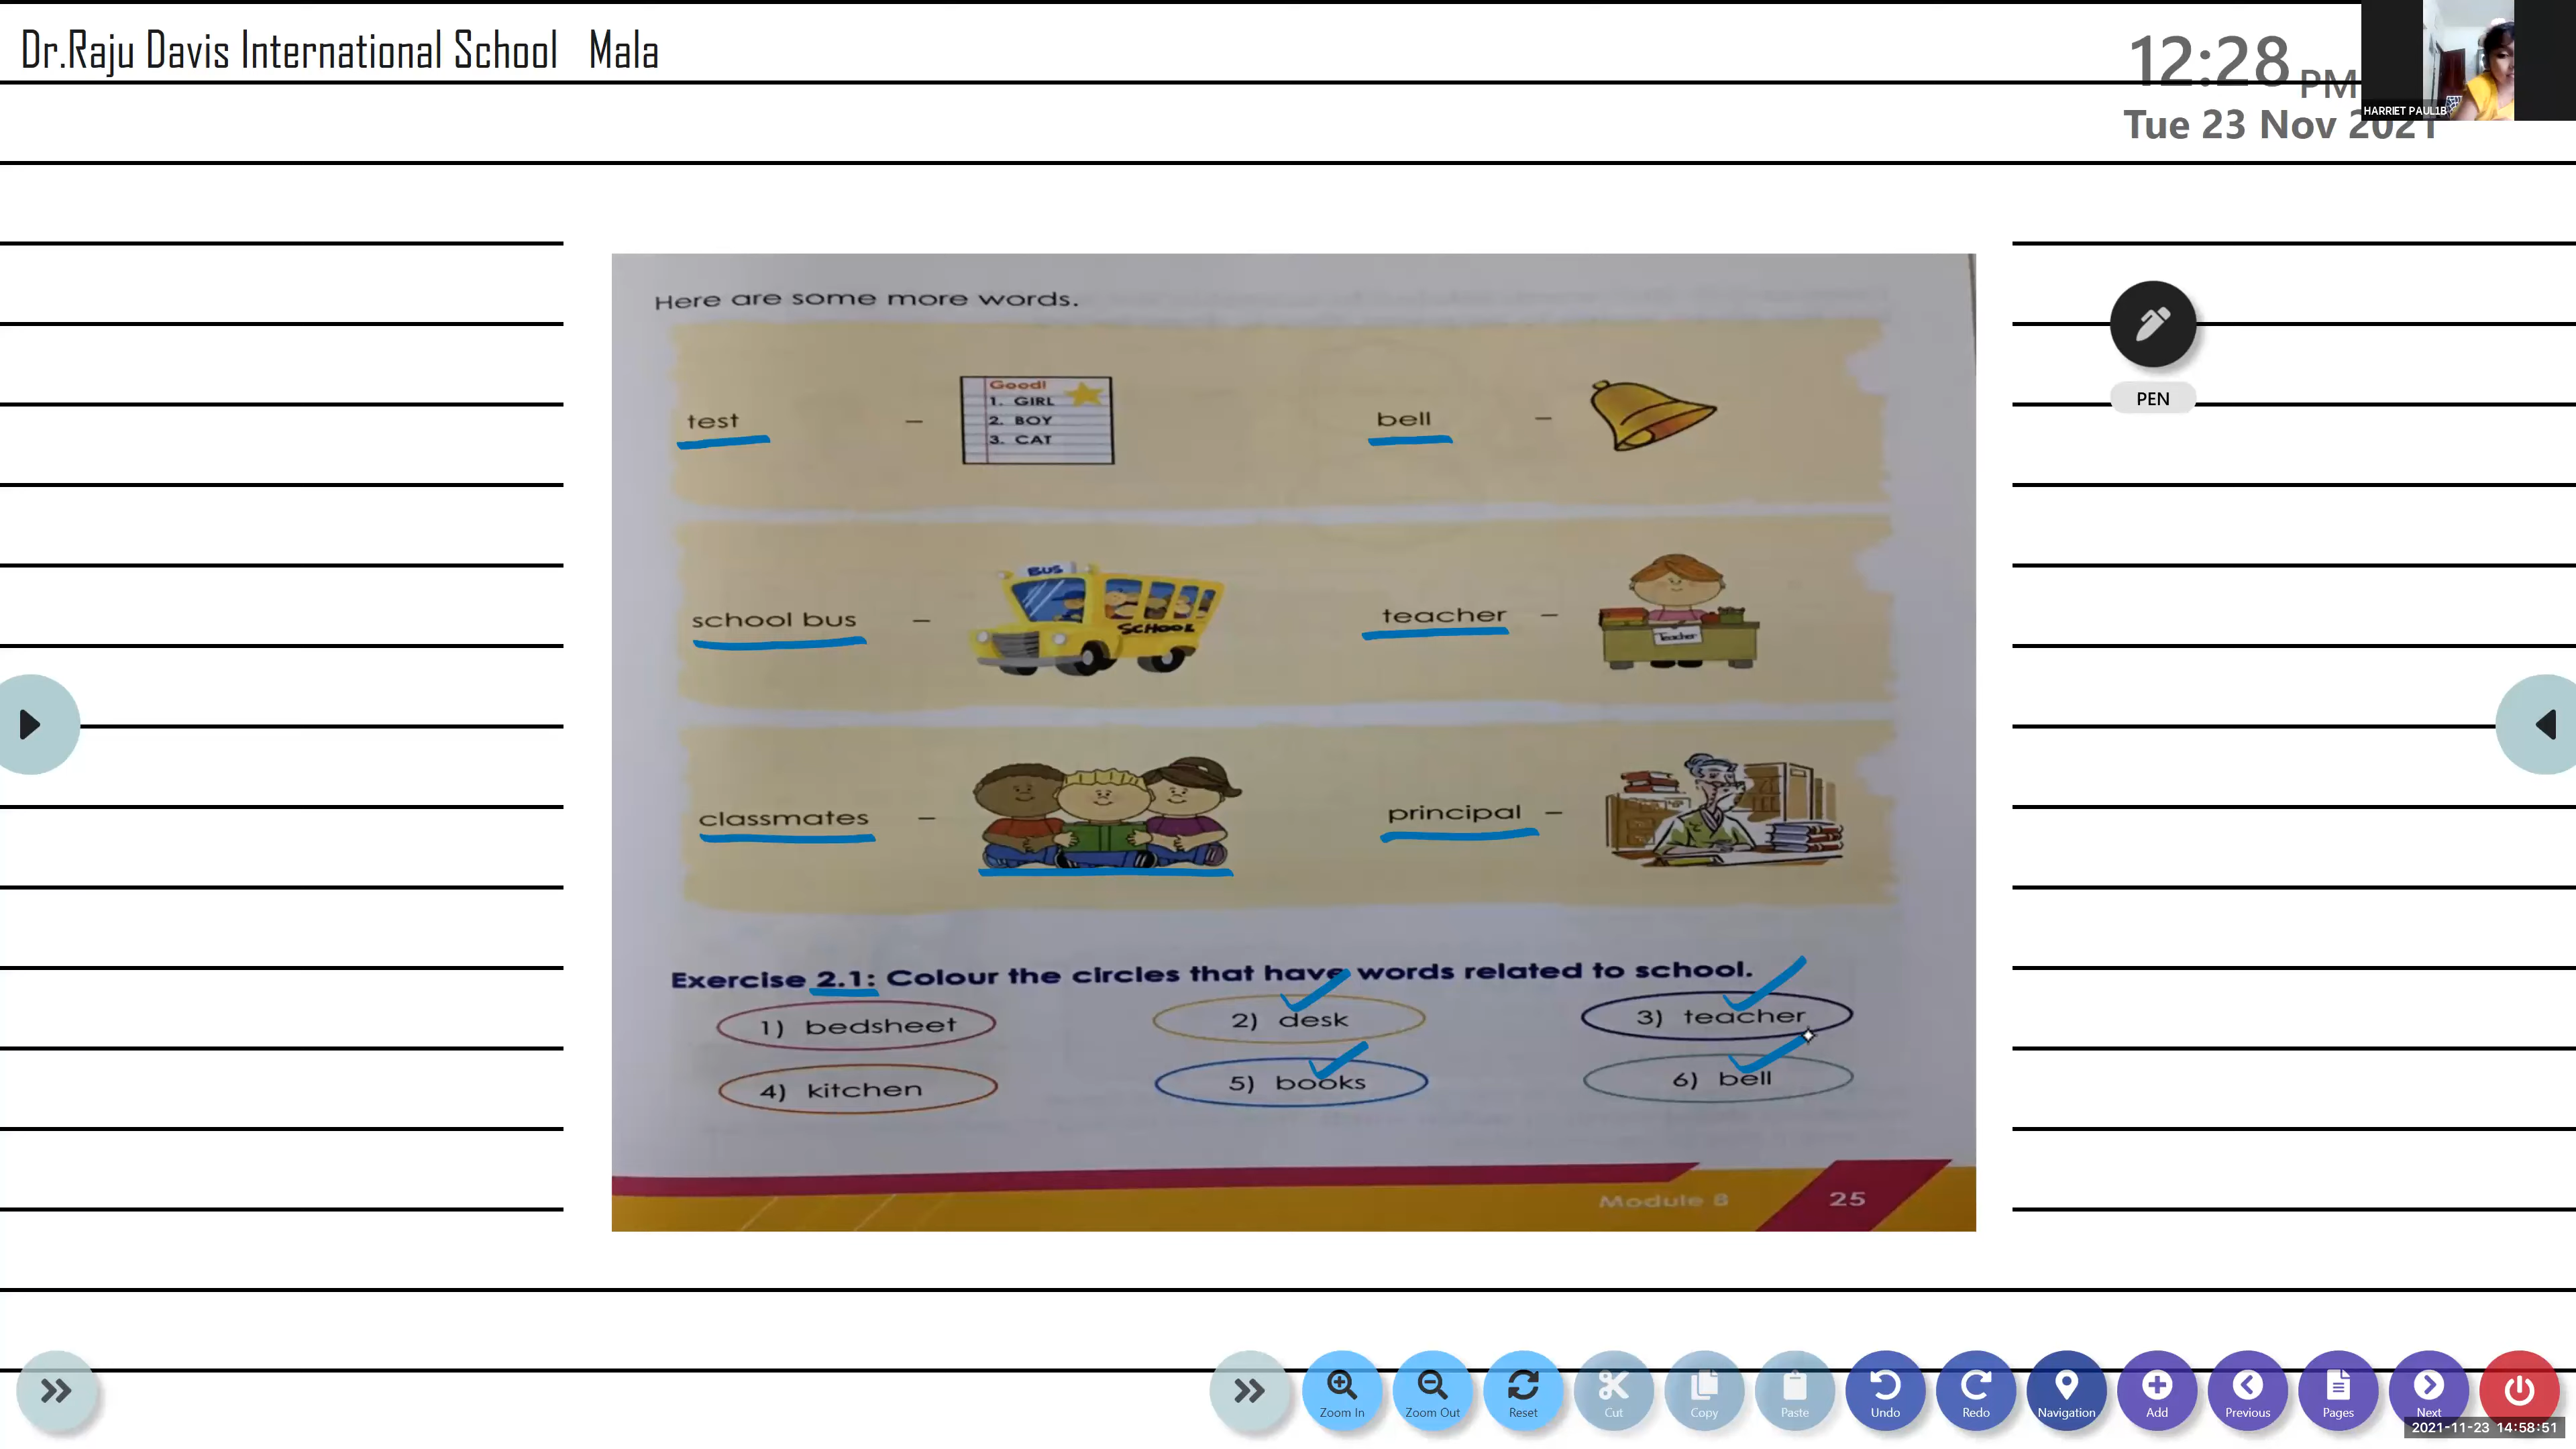 Dr.Raju Davis International School Mala
12:28 PM
HARRIET PAUL1B
Tue 23 Nov 2021
Here are some more words.
PEN
test –
Good!
1. GIRL
2. BOY
3. CAT
bell –
school bus –
BUS
SCHOOL
teacher –
Teacher
classmates –
principal –
Exercise 2.1: Colour the circles that have words related to school.
1) bedsheet 2) desk 3) teacher
4) kitchen 5) books 6) bell
Module 8 25
Zoom In Zoom Out Reset Cut Copy Paste Undo Redo Navigation Add Previous Pages Next
2021-11-23 14:58:51